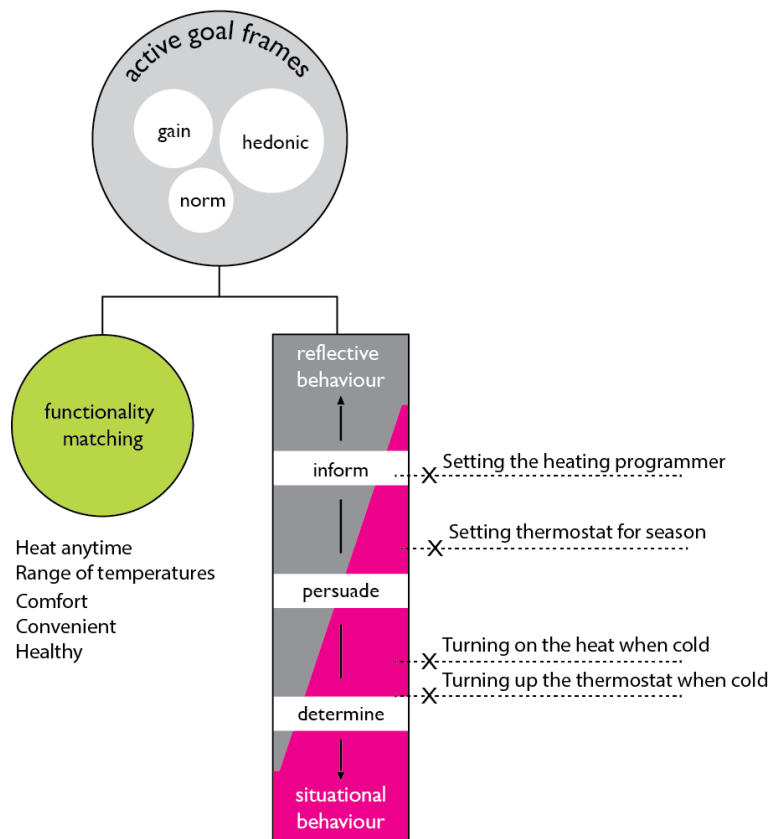 active goal frames
gain
hedonic
norm
functionality
matching
Heat anytime
Range of temperatures
Comfort
Convenient
Healthy
reflective
behaviour
inform
persuade
determine
situational
behaviour
X Setting the heating programmer
X Setting thermostat for season
X Turning on the heat when cold
X Turning up the thermostat when cold